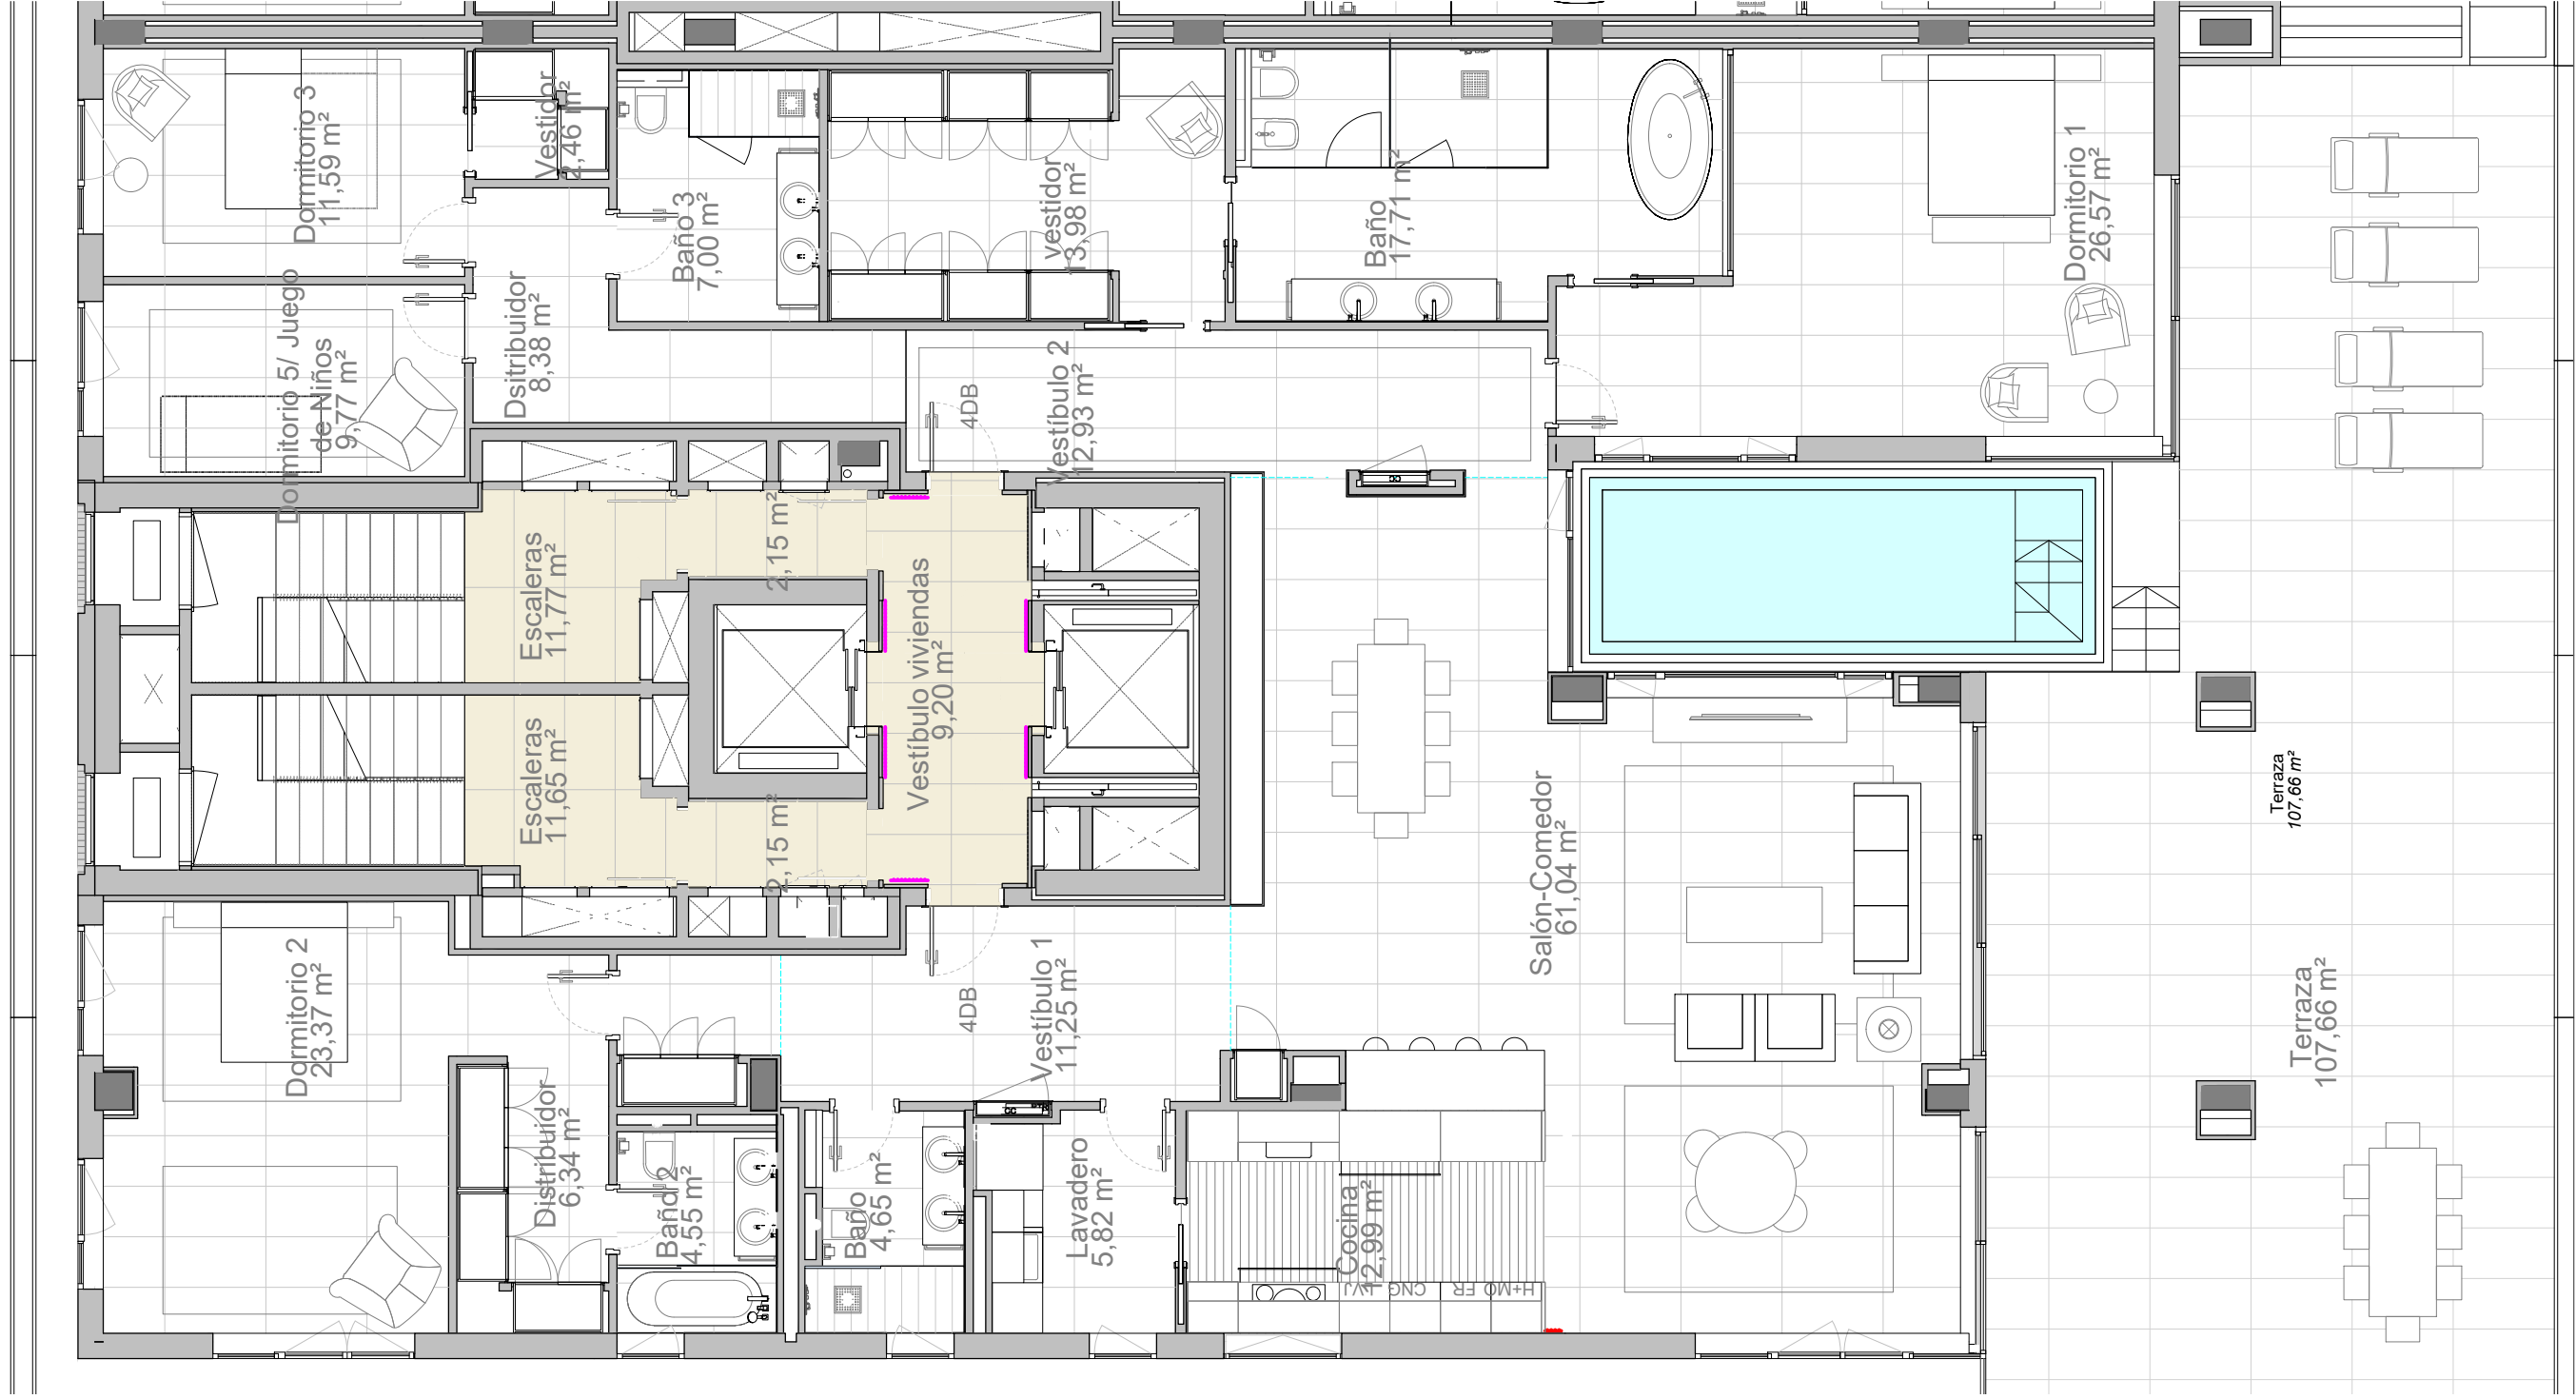 Dormitorio 3
11,59 m²
Vestidor
2,46 m²
Baño 3
7,00 m²
vestidor
13,98 m²
Baño
17,71 m²
Dormitorio 1
26,57 m²
Dormitorio 5/ Juego
de Niños
9,77 m²
Dsitribuidor
8,38 m²
4DB
Vestíbulo 2
12,93 m²
Escaleras
11,77 m²
2,15 m²
Vestíbulo viviendas
9,20 m²
Escaleras
11,65 m²
2,15 m²
Salón-Comedor
61,04 m²
Terraza
107,66 m²
Terraza
107,66 m²
Dormitorio 2
23,37 m²
4DB
Vestíbulo 1
11,25 m²
Distribuidor
6,34 m²
Baño 2
4,55 m²
Baño
4,65 m²
Lavadero
5,82 m²
Cocina
12,99 m²
H+MO FR CNG LVJ